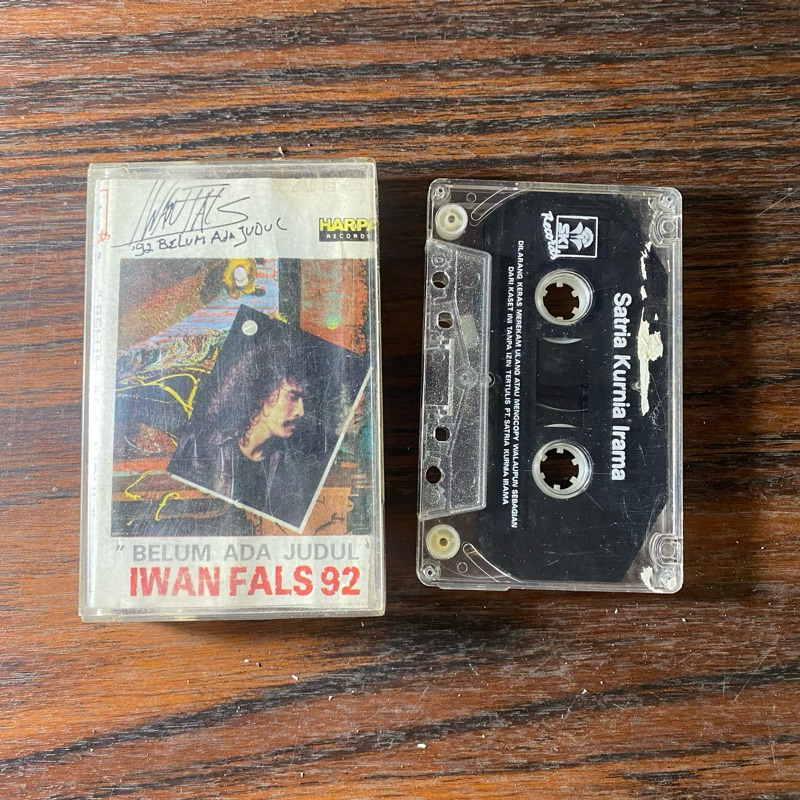 IWAN FALS
'92 BELUM ADA JUDUL
HARPA
RECORDS
" BELUM ADA JUDUL "
IWAN FALS 92
SKI
Records
Satria Kurnia Irama
DILARANG KERAS MEREKAM ULANG ATAU MENGCOPY WALAUPUN SEBAGIAN
DARI KASET INI TANPA IZIN TERTULIS PT. SATRIA KURNIA IRAMA